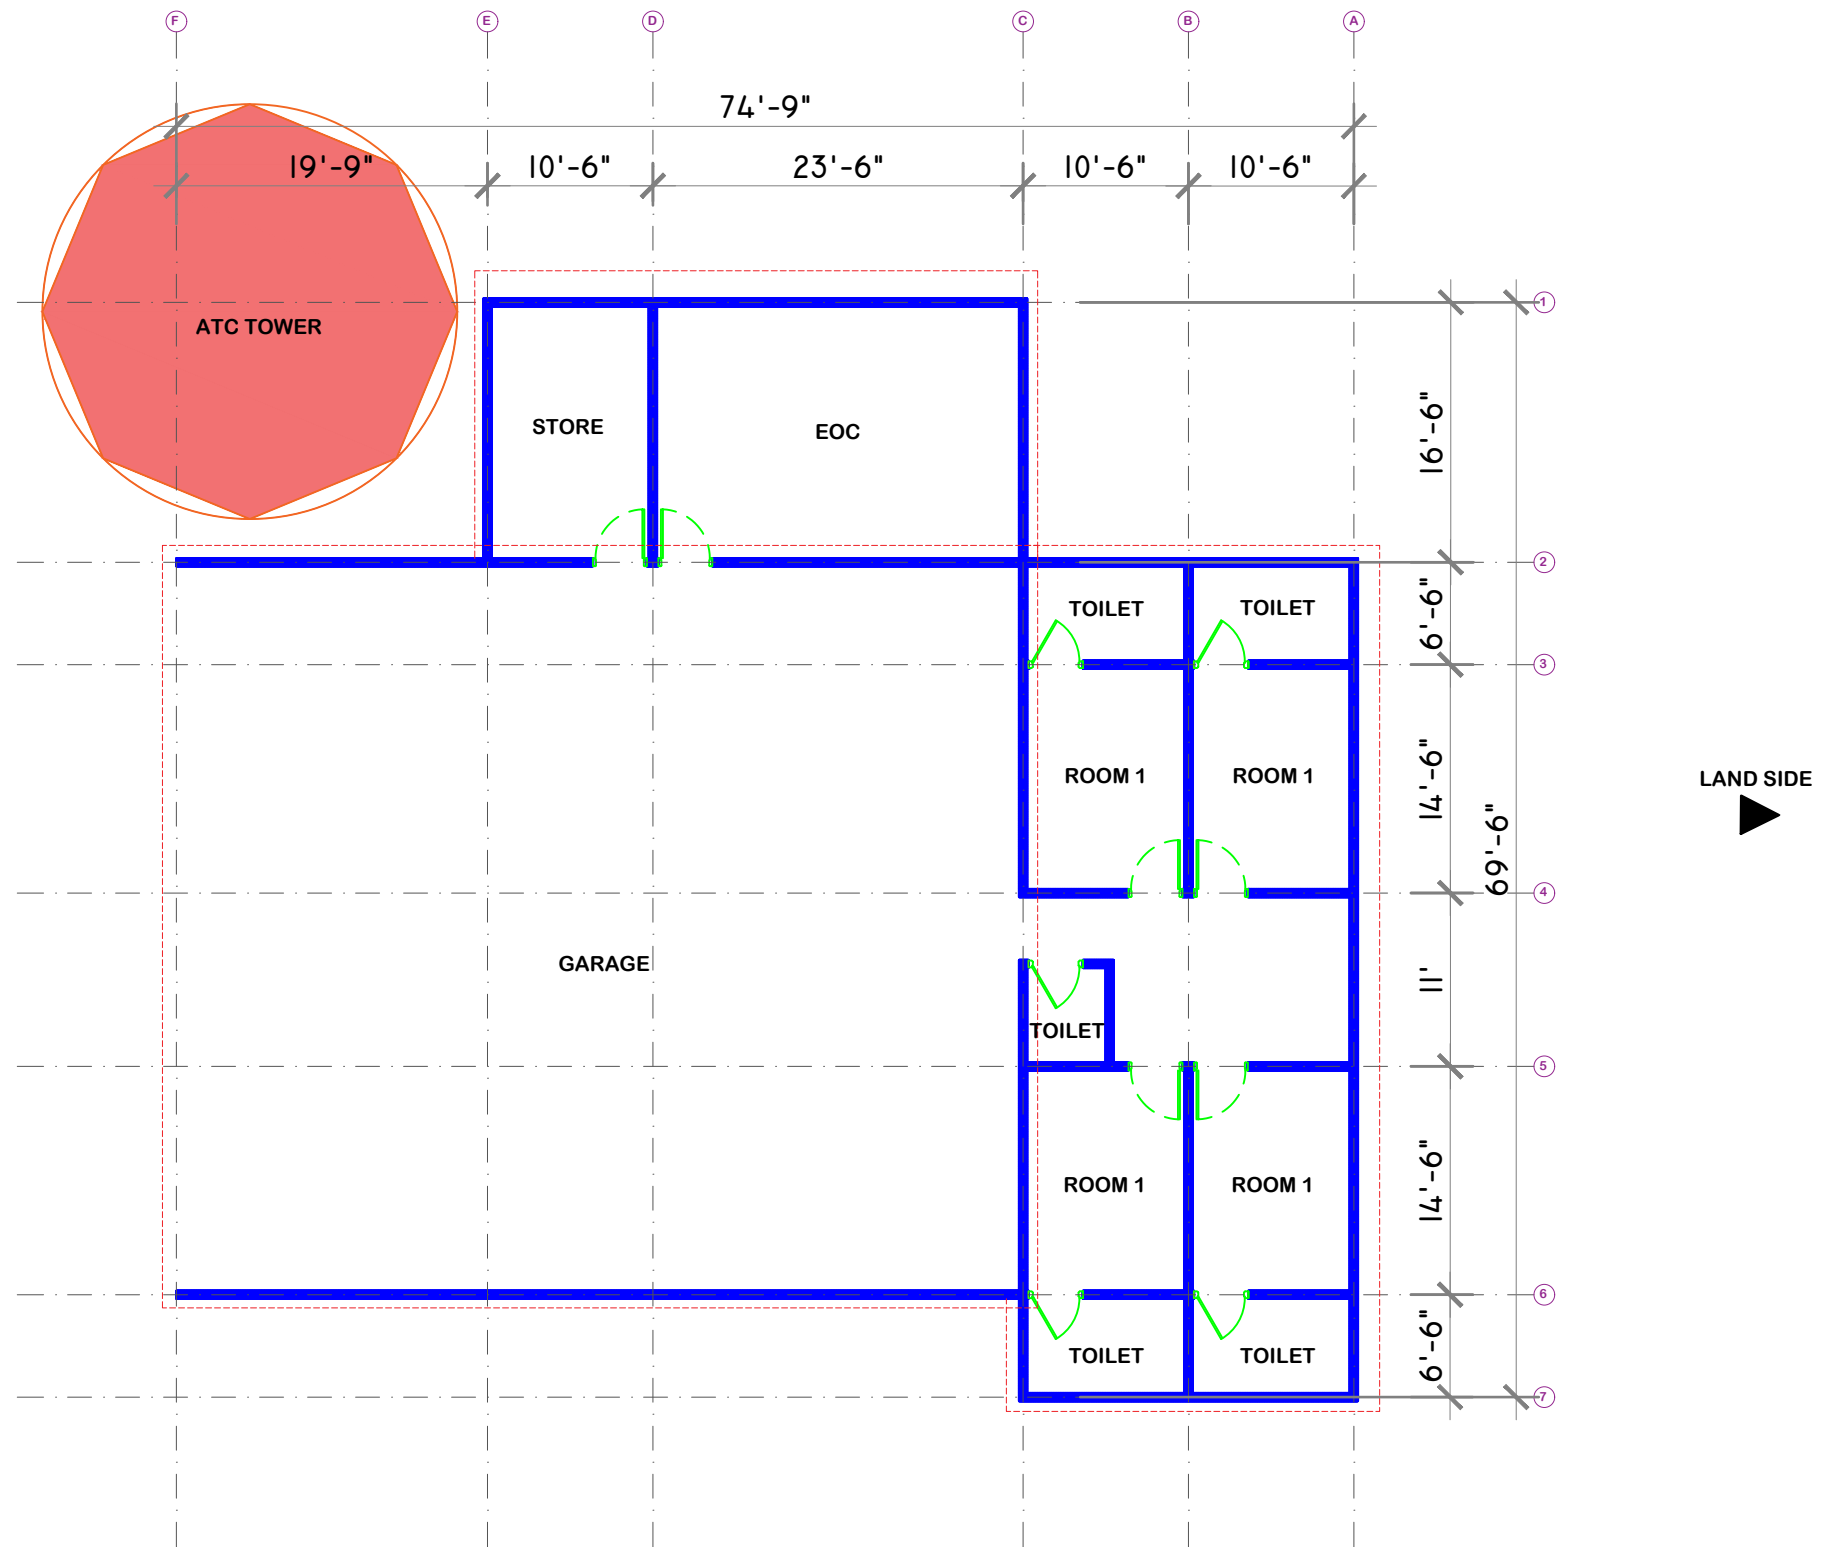 F E D C B A
74'-9"
19'-9" 10'-6" 23'-6" 10'-6" 10'-6"
1
ATC TOWER
16'-6"
STORE EOC
2
6'-6"
TOILET TOILET
3
14'-6"
ROOM 1 ROOM 1
LAND SIDE
69'-6"
4
GARAGE
11'
TOILET
5
14'-6"
ROOM 1 ROOM 1
6
6'-6"
TOILET TOILET
7